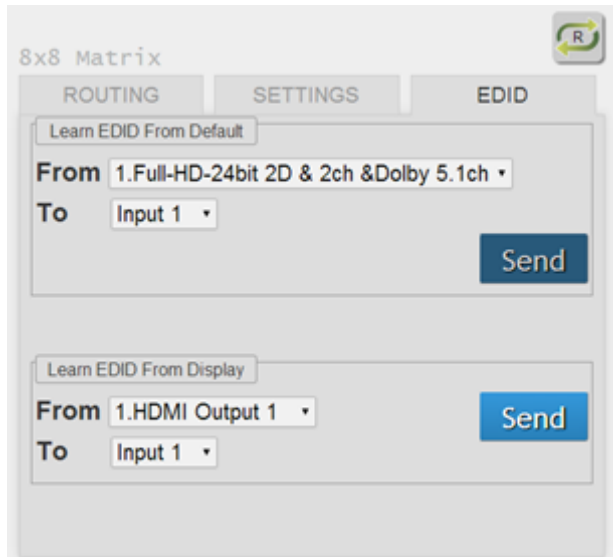 R
8x8 Matrix
ROUTING SETTINGS EDID
Learn EDID From Default
From 1.Full-HD-24bit 2D & 2ch &Dolby 5.1ch
To Input 1
Send
Learn EDID From Display
From 1.HDMI Output 1
Send
To Input 1